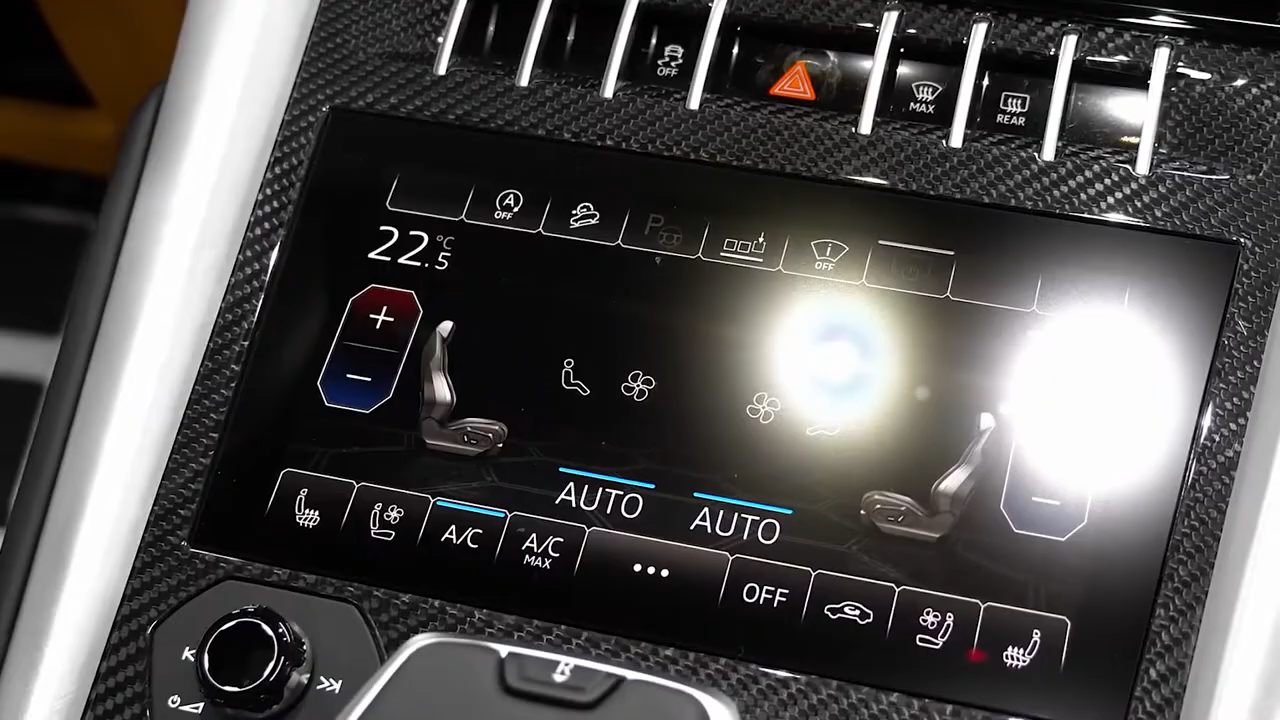 OFF
MAX
REAR
A
OFF
P
i
OFF
22.5 °C
+
−
−
AUTO
AUTO
A/C
A/C
MAX
•••
OFF
R